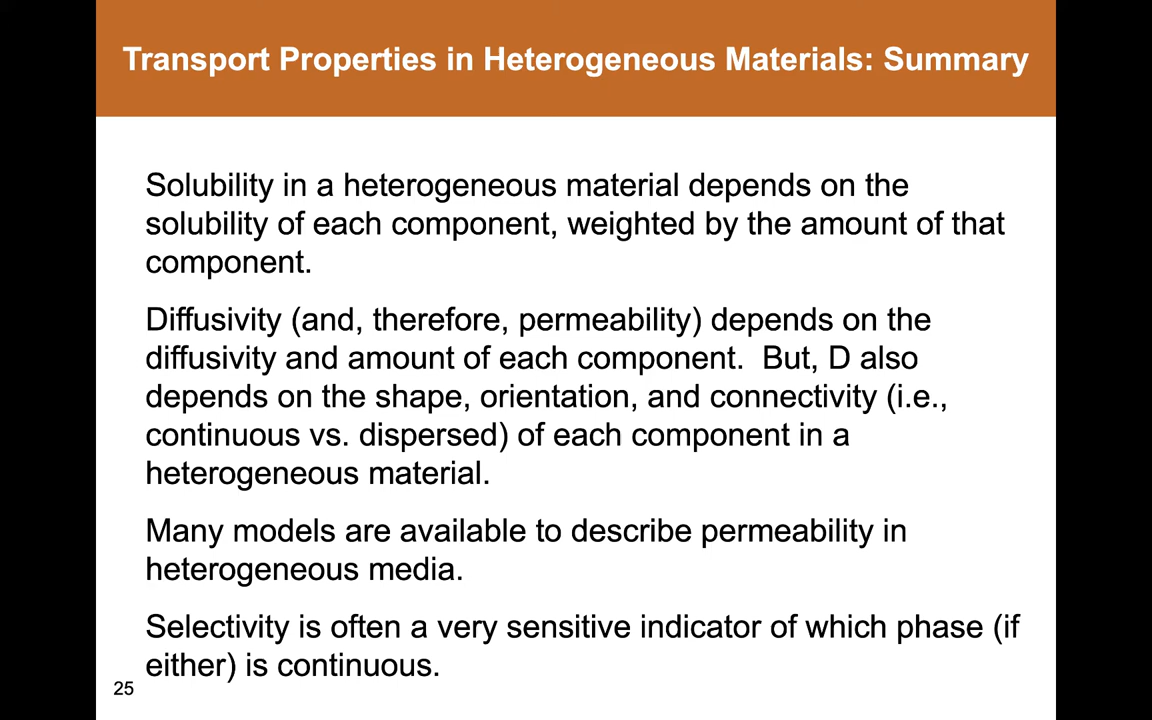 Transport Properties in Heterogeneous Materials: Summary
Solubility in a heterogeneous material depends on the
solubility of each component, weighted by the amount of that
component.
Diffusivity (and, therefore, permeability) depends on the
diffusivity and amount of each component.  But, D also
depends on the shape, orientation, and connectivity (i.e.,
continuous vs. dispersed) of each component in a
heterogeneous material.
Many models are available to describe permeability in
heterogeneous media.
Selectivity is often a very sensitive indicator of which phase (if
either) is continuous.
25